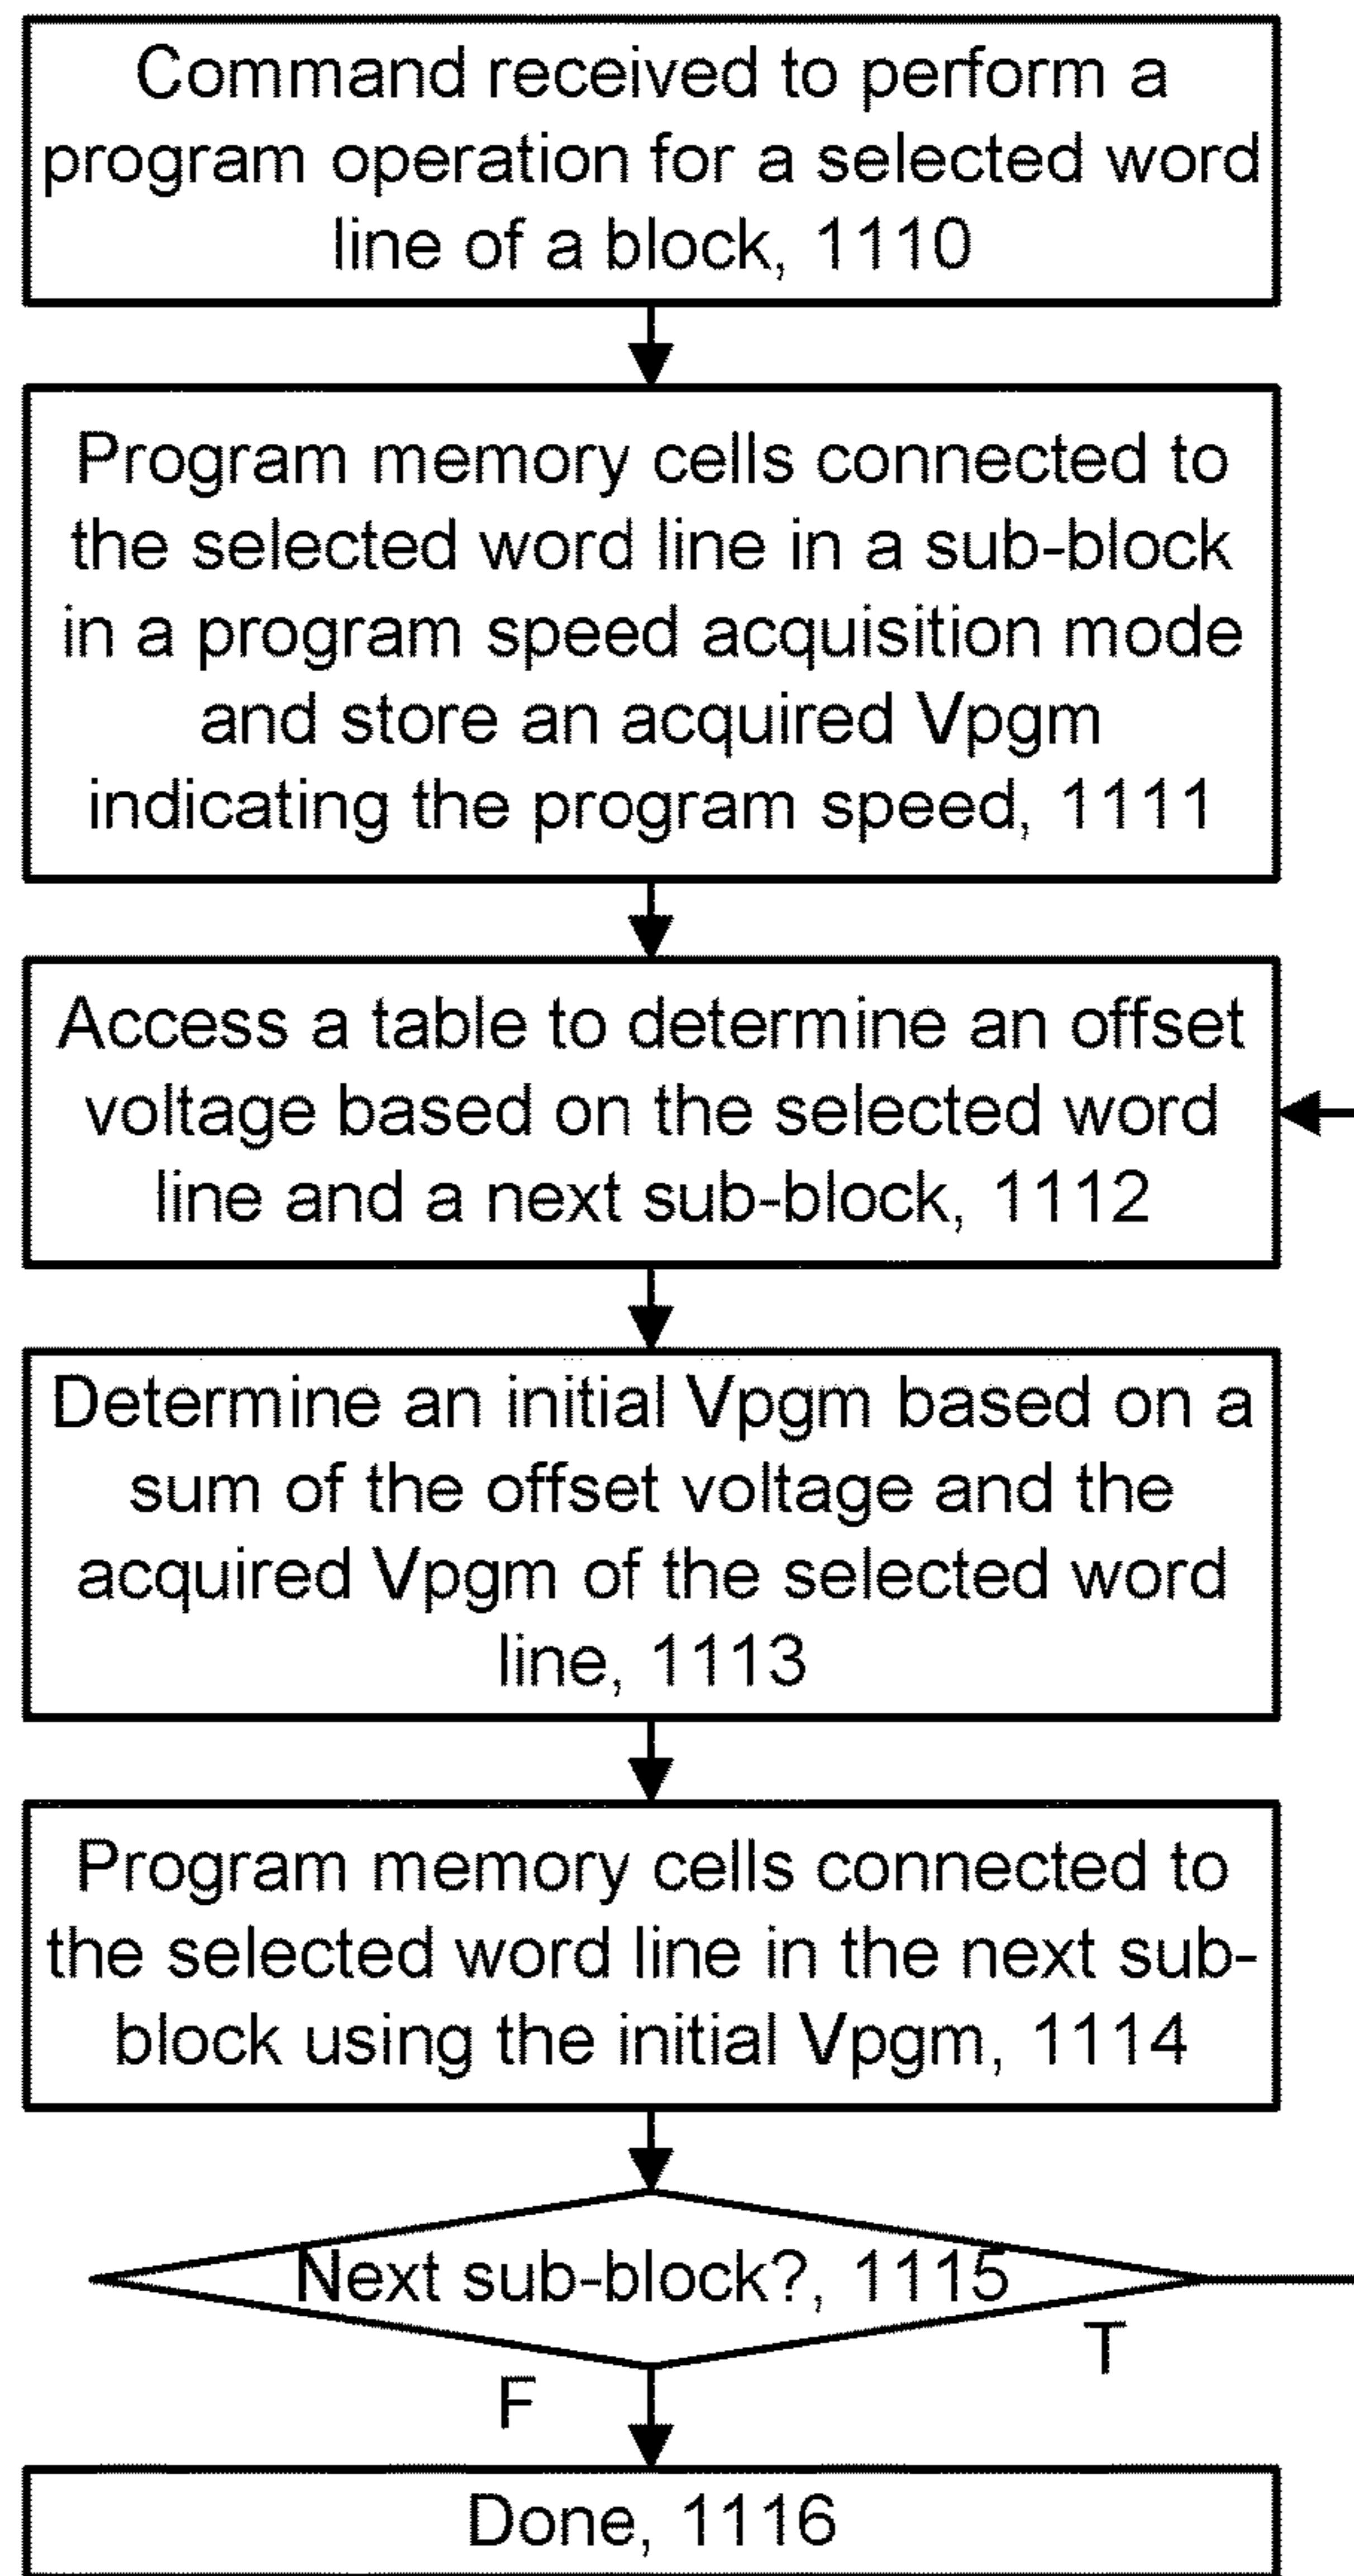 Command received to perform a
program operation for a selected word
line of a block, 1110
Program memory cells connected to
the selected word line in a sub-block
in a program speed acquisition mode
and store an acquired Vpgm
indicating the program speed, 1111
Access a table to determine an offset
voltage based on the selected word
line and a next sub-block, 1112
Determine an initial Vpgm based on a
sum of the offset voltage and the
acquired Vpgm of the selected word
line, 1113
Program memory cells connected to
the selected word line in the next sub-
block using the initial Vpgm, 1114
Next sub-block?, 1115
T
F
Done, 1116